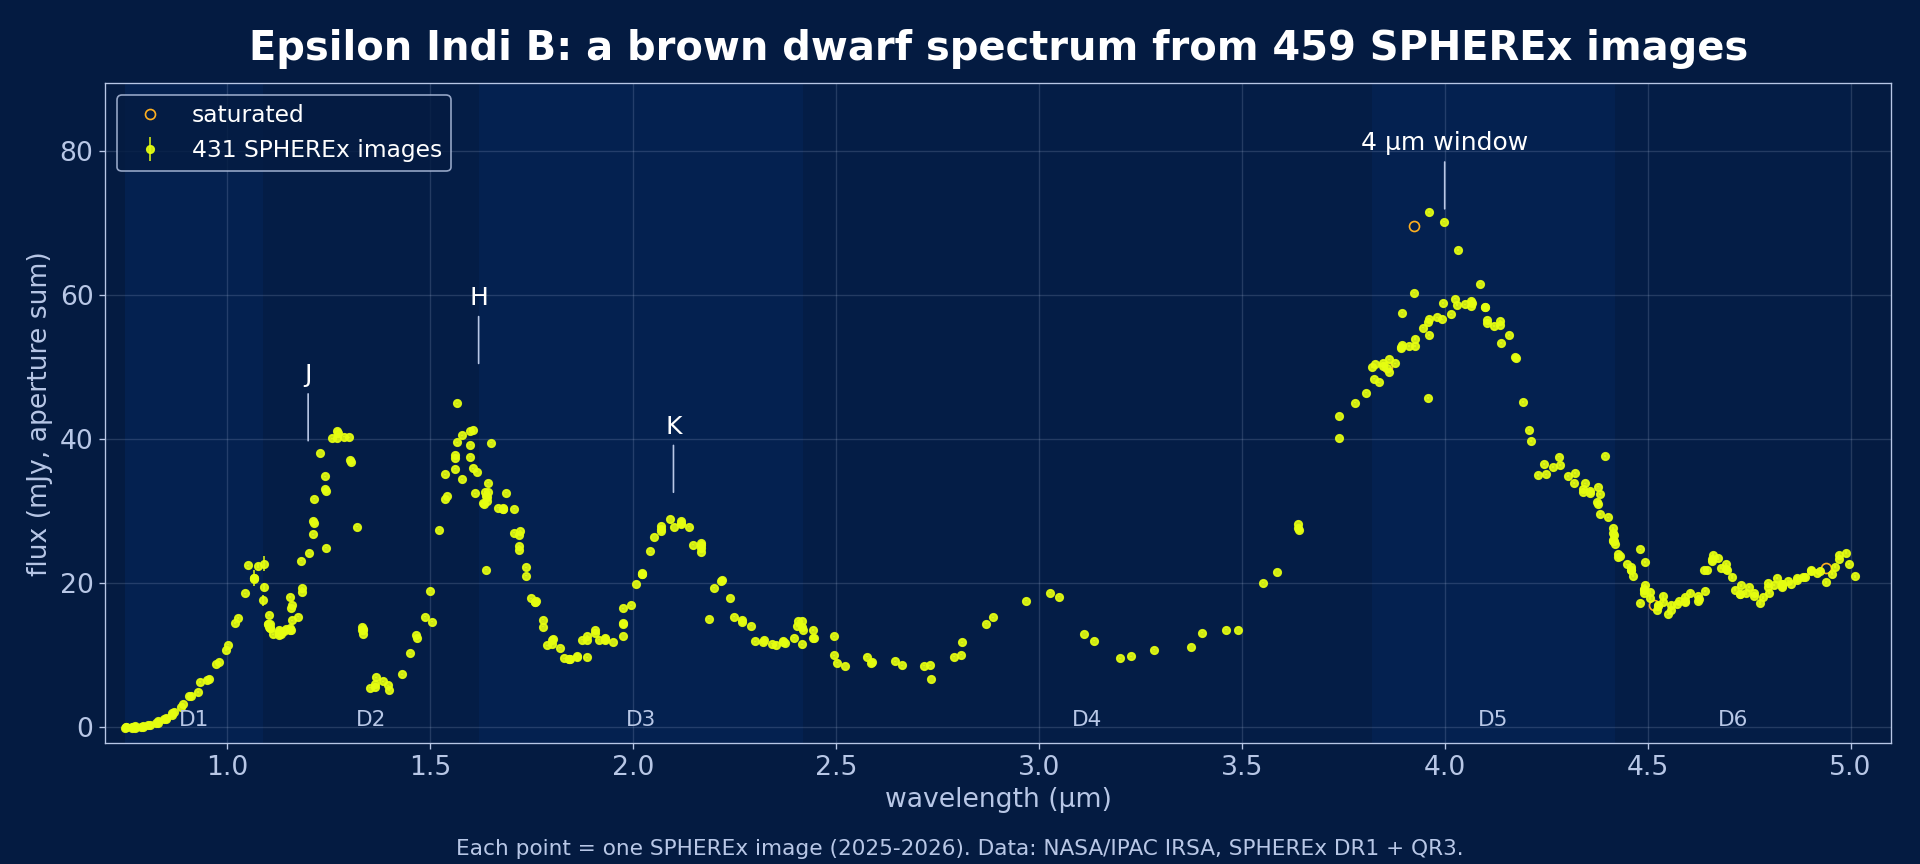 Epsilon Indi B: a brown dwarf spectrum from 459 SPHEREx images
saturated
431 SPHEREx images
4 µm window
H
J
K
80
60
40
20
0
flux (mJy, aperture sum)
D1
D2
D3
D4
D5
D6
1.0
1.5
2.0
2.5
3.0
3.5
4.0
4.5
5.0
wavelength (µm)
Each point = one SPHEREx image (2025-2026). Data: NASA/IPAC IRSA, SPHEREx DR1 + QR3.